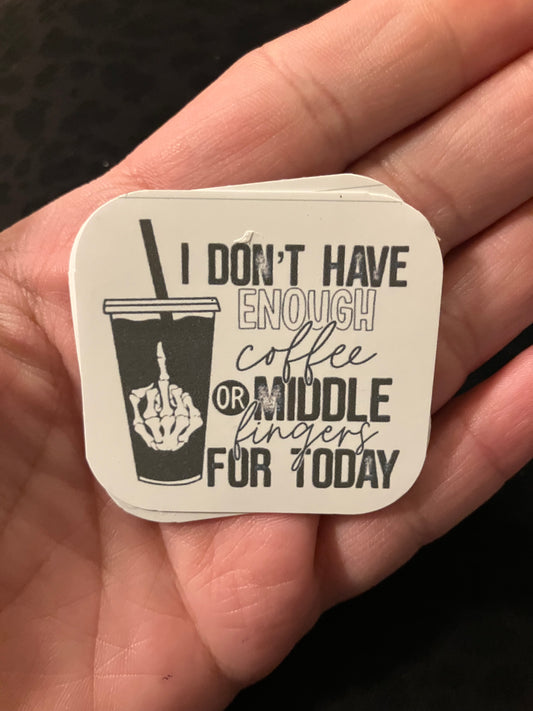 I DON'T HAVE
ENOUGH
coffee
OR MIDDLE
fingers
FOR TODAY